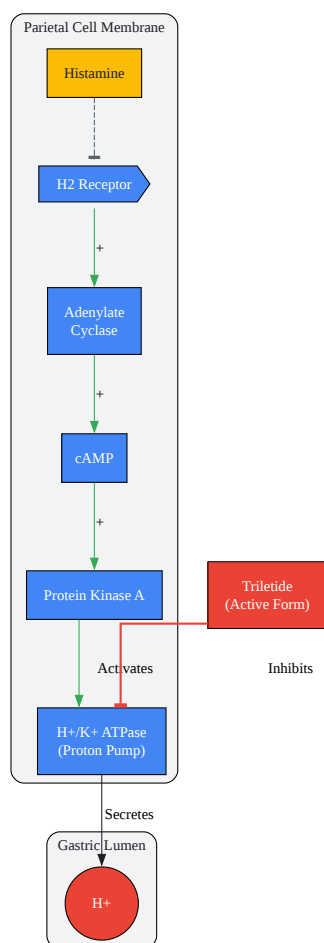 Parietal Cell Membrane
Histamine
H2 Receptor
+
Adenylate
Cyclase
+
cAMP
+
Protein Kinase A
Triletide
(Active Form)
Activates
Inhibits
H+/K+ ATPase
(Proton Pump)
Secretes
Gastric Lumen
H+